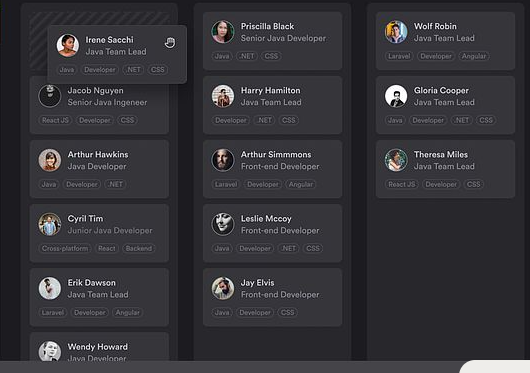 Irene Sacchi
Java Team Lead
Java Developer .NET CSS
Jacob Nguyen
Senior Java Ingeneer
React JS Developer CSS
Arthur Hawkins
Java Developer
Java Developer .NET
Cyril Tim
Junior Java Developer
Cross-platform React Backend
Erik Dawson
Java Team Lead
Laravel Developer Angular
Wendy Howard
Java Developer
Priscilla Black
Senior Java Developer
Java .NET CSS
Harry Hamilton
Java Team Lead
Developer .NET CSS
Arthur Simmmons
Front-end Developer
Laravel Developer Angular
Leslie Mccoy
Front-end Developer
Java Developer .NET CSS
Jay Elvis
Front-end Developer
Java Developer CSS
Wolf Robin
Java Team Lead
Laravel Developer Angular
Gloria Cooper
Java Team Lead
Java Developer .NET CSS
Theresa Miles
Java Team Lead
React JS Developer CSS